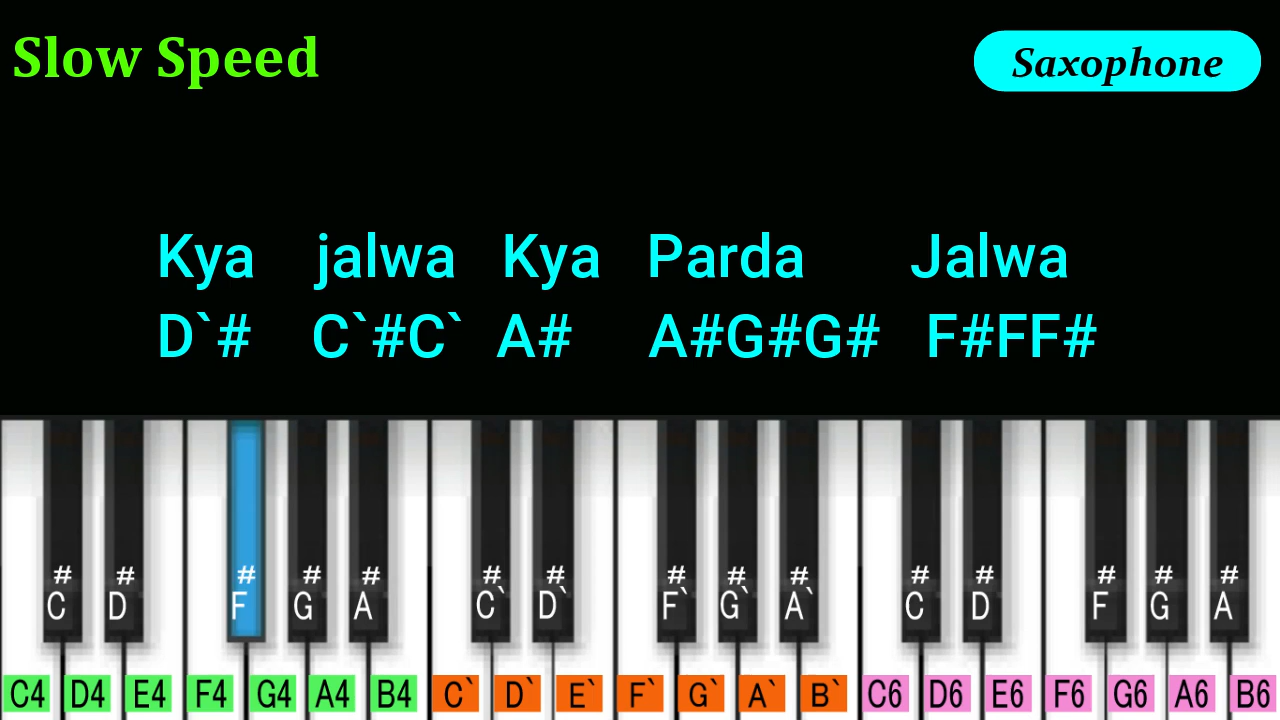 Slow Speed
Saxophone
Kya jalwa Kya Parda Jalwa
D`# C`#C` A# A#G#G# F#FF#
# # # # # # # # # # # # # # #
C D F G A C` D` F` G` A` C D F G A
C4 D4 E4 F4 G4 A4 B4 C` D` E` F` G` A` B` C6 D6 E6 F6 G6 A6 B6